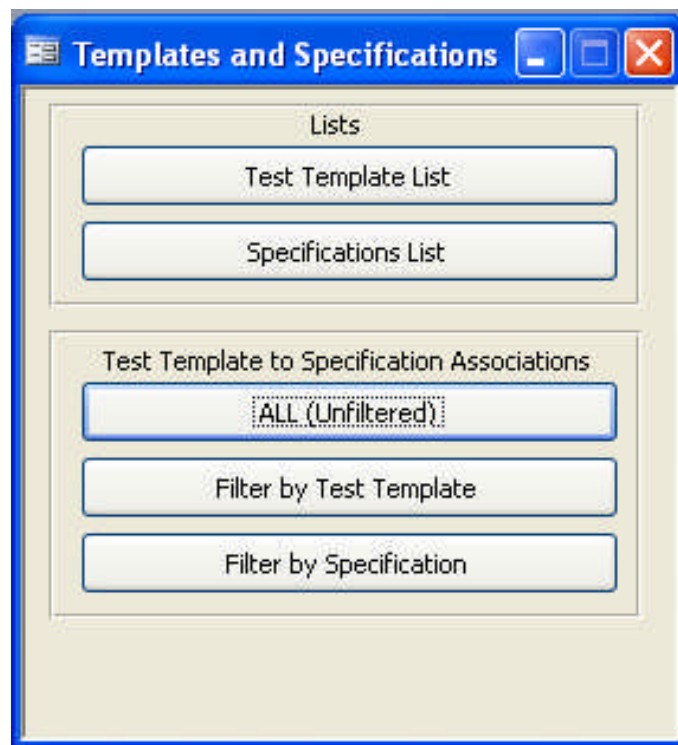 Templates and Specifications
Lists
Test Template List
Specifications List
Test Template to Specification Associations
ALL (Unfiltered)
Filter by Test Template
Filter by Specification